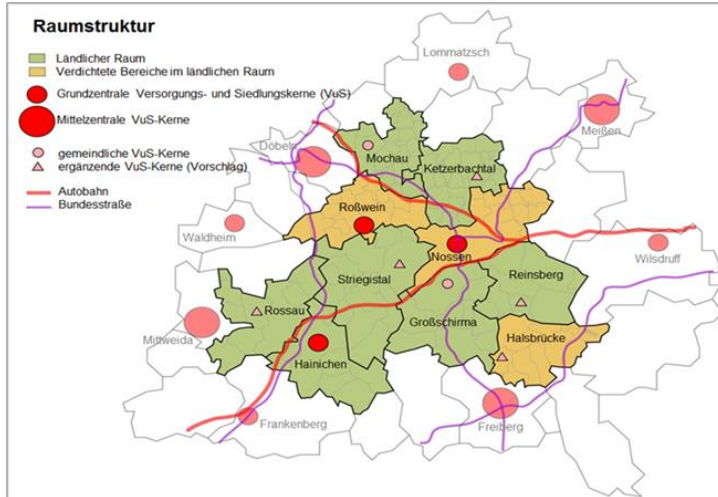 Raumstruktur
Ländlicher Raum
Verdichtete Bereiche im ländlichen Raum
Grundzentrale Versorgungs- und Siedlungskerne (VuS)
Mittelzentrale VuS-Kerne
gemeindliche VuS-Kerne
ergänzende VuS-Kerne (Vorschlag)
Autobahn
Bundesstraße
Lommatzsch
Meißen
Döbeln
Mochau
Ketzerbachtal
Roßwein
Waldheim
Nossen
Wilsdruff
Striegistal
Reinsberg
Rossau
Großschirma
Mittweida
Halsbrücke
Hainichen
Frankenberg
Freiberg